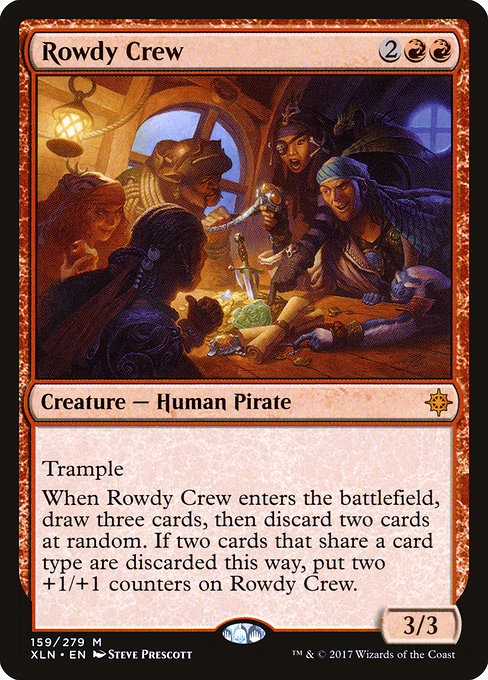 Rowdy Crew 2
Creature — Human Pirate
Trample
When Rowdy Crew enters the battlefield,
draw three cards, then discard two cards
at random. If two cards that share a card
type are discarded this way, put two
+1/+1 counters on Rowdy Crew.
3/3
159/279 M
XLN • EN Steve Prescott ™ & © 2017 Wizards of the Coast